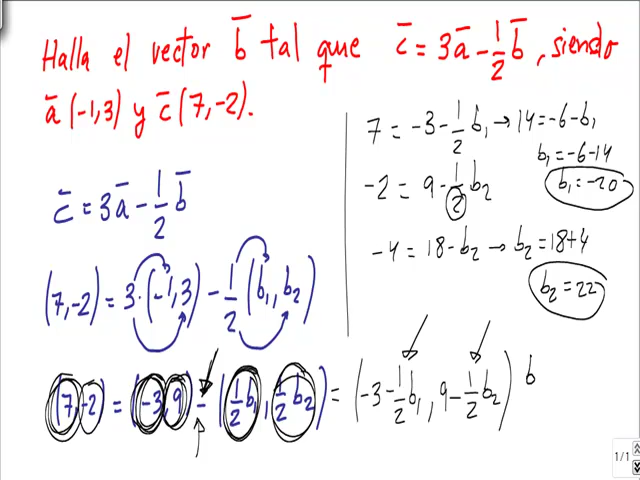 Halla el vector b̄ tal que c̄ = 3ā - 1/2 b̄, siendo
ā(-1,3) y c̄(7,-2).
c̄ = 3ā - 1/2 b̄
(7,-2) = 3·(-1,3) - 1/2 (b₁, b₂)
(7,-2) = (-3,9) - (1/2 b₁, 1/2 b₂) = (-3 - 1/2 b₁, 9 - 1/2 b₂) b
7 = -3 - 1/2 b₁ → 14 = -6 - b₁
b₁ = -6 - 14
b₁ = -20
-2 = 9 - 1/2 b₂
-4 = 18 - b₂ → b₂ = 18 + 4
b₂ = 22
1/1